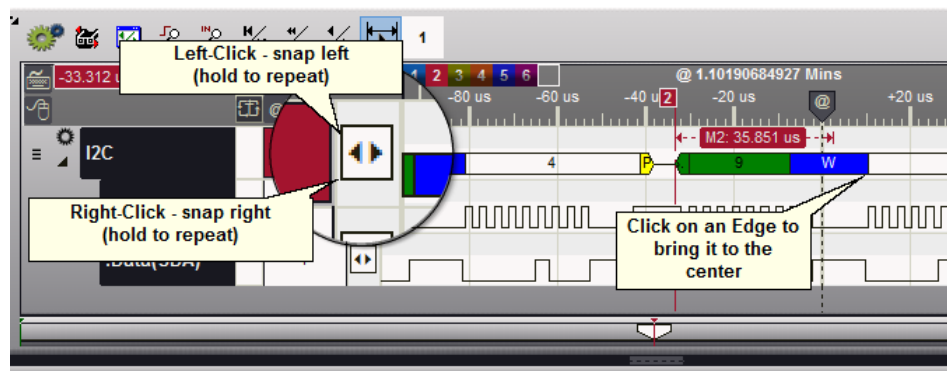 1
Left-Click - snap left
(hold to repeat)
-33.312 u
1 2 3 4 5 6
@ 1.10190684927 Mins
-80 us -60 us -40 u 2 -20 us @ +20 us
@
M2: 35.851 us
I2C
4 P 9 W
Right-Click - snap right
(hold to repeat)
Click on an Edge to
bring it to the
center
.Data(SDA)